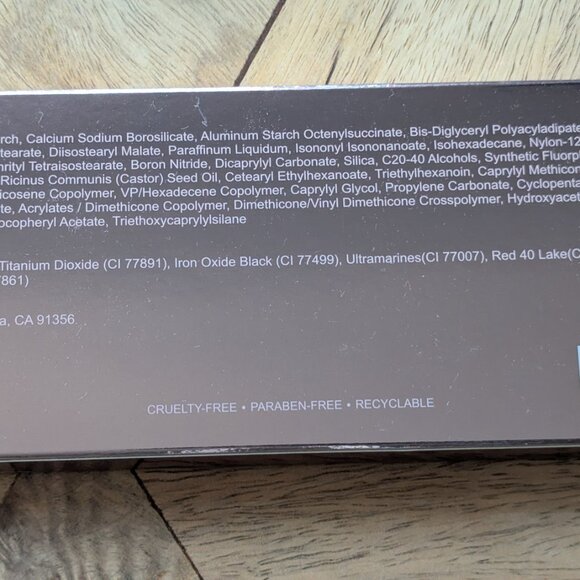 rch, Calcium Sodium Borosilicate, Aluminum Starch Octenylsuccinate, Bis-Diglyceryl Polyacyladipate
tearate, Diisostearyl Malate, Paraffinum Liquidum, Isononyl Isononanoate, Isohexadecane, Nylon-12
hrityl Tetraisostearate, Boron Nitride, Dicaprylyl Carbonate, Silica, C20-40 Alcohols, Synthetic Fluorp
Ricinus Communis (Castor) Seed Oil, Cetearyl Ethylhexanoate, Triethylhexanoin, Caprylyl Methicon
icosene Copolymer, VP/Hexadecene Copolymer, Caprylyl Glycol, Propylene Carbonate, Cyclopenta
te, Acrylates / Dimethicone Copolymer, Dimethicone/Vinyl Dimethicone Crosspolymer, Hydroxyacet
ocopheryl Acetate, Triethoxycaprylylsilane
Titanium Dioxide (CI 77891), Iron Oxide Black (CI 77499), Ultramarines(CI 77007), Red 40 Lake(C
7861)
a, CA 91356
CRUELTY-FREE • PARABEN-FREE • RECYCLABLE